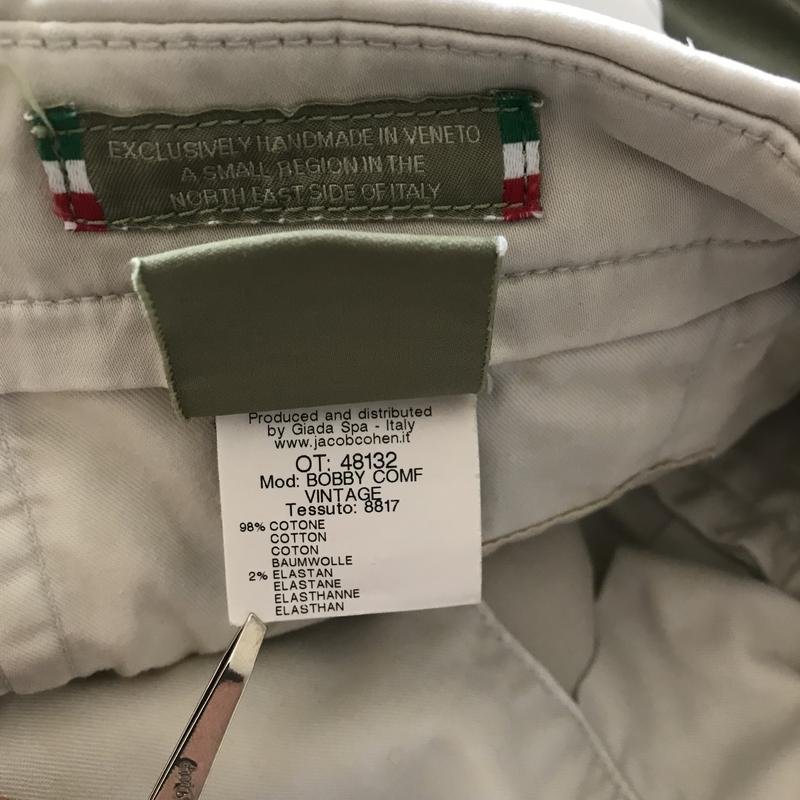 EXCLUSIVELY HANDMADE IN VENETO
A SMALL REGION IN THE
NORTH EAST SIDE OF ITALY
Produced and distributed
by Giada Spa - Italy
www.jacobcohen.it
OT: 48132
Mod: BOBBY COMF
VINTAGE
Tessuto: 8817
98% COTONE
COTTON
COTON
BAUMWOLLE
2% ELASTAN
ELASTANE
ELASTHANNE
ELASTHAN